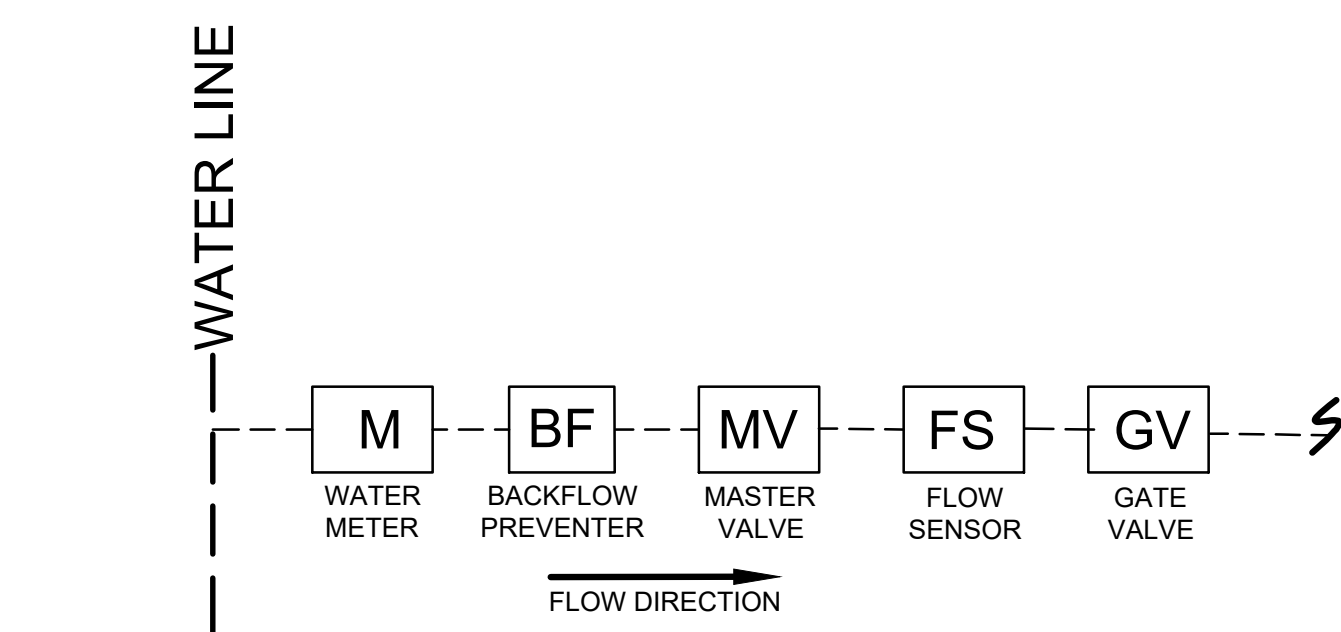 WATER LINE
M
BF
MV
FS
GV
WATER
METER
BACKFLOW
PREVENTER
MASTER
VALVE
FLOW
SENSOR
GATE
VALVE
FLOW DIRECTION